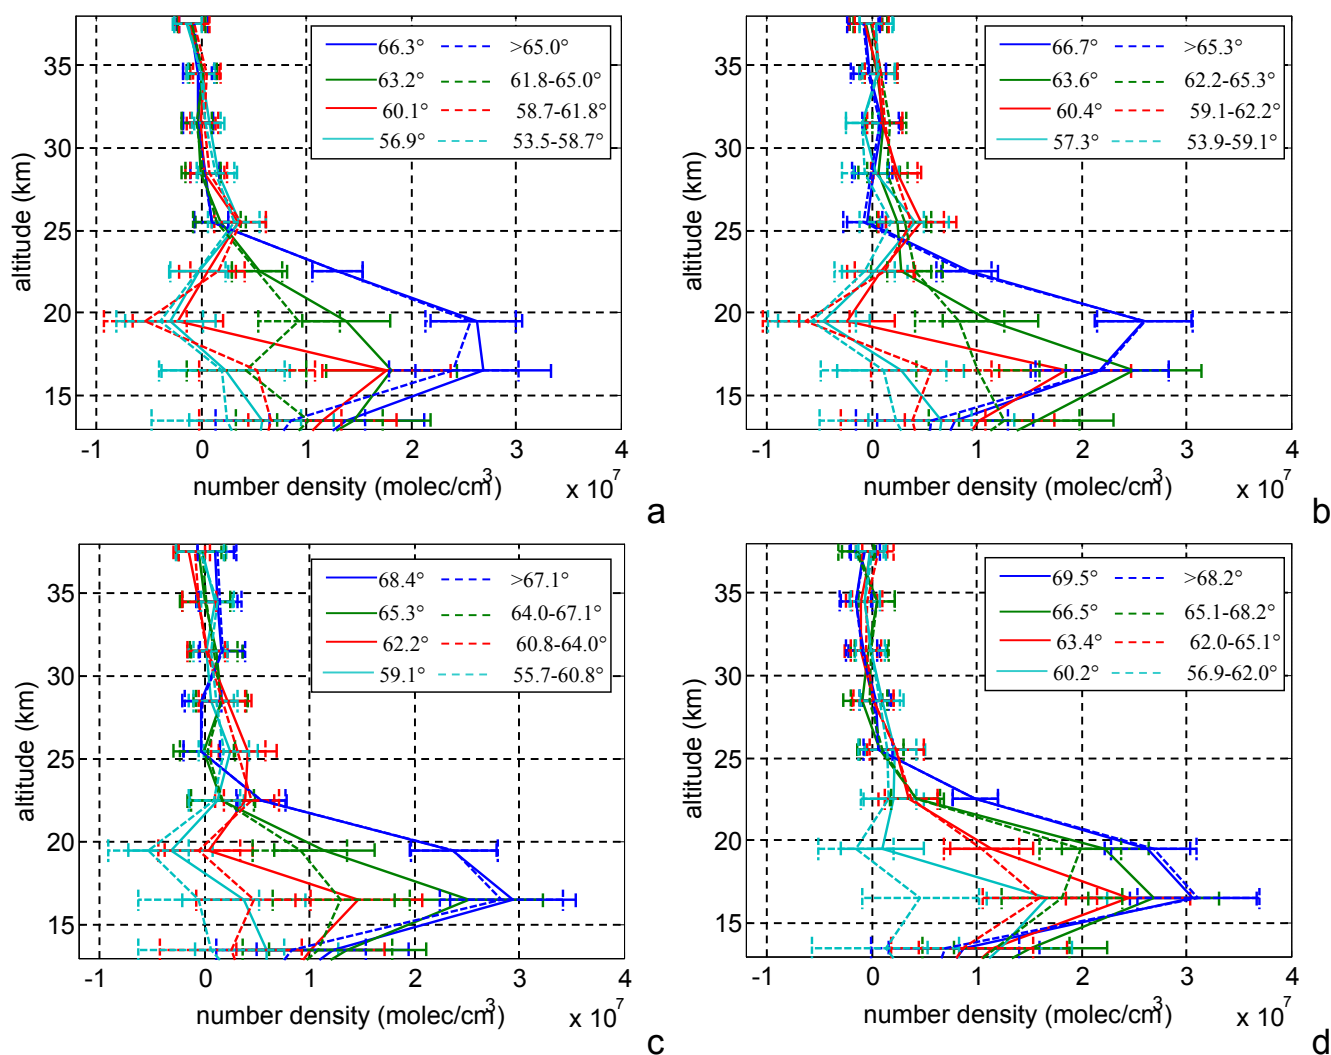 66.3° >65.0°
63.2° 61.8-65.0°
60.1° 58.7-61.8°
56.9° 53.5-58.7°
35
30
25
20
15
altitude (km)
-1 0 1 2 3 4
number density (molec/cm3) x 10^7
a
66.7° >65.3°
63.6° 62.2-65.3°
60.4° 59.1-62.2°
57.3° 53.9-59.1°
35
30
25
20
15
altitude (km)
-1 0 1 2 3 4
number density (molec/cm3) x 10^7
b
68.4° >67.1°
65.3° 64.0-67.1°
62.2° 60.8-64.0°
59.1° 55.7-60.8°
35
30
25
20
15
altitude (km)
-1 0 1 2 3 4
number density (molec/cm3) x 10^7
c
69.5° >68.2°
66.5° 65.1-68.2°
63.4° 62.0-65.1°
60.2° 56.9-62.0°
35
30
25
20
15
altitude (km)
-1 0 1 2 3 4
number density (molec/cm3) x 10^7
d